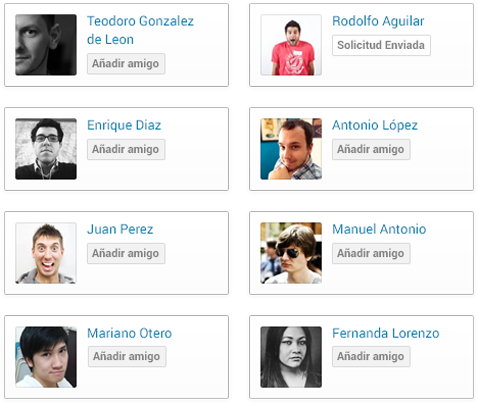 Teodoro Gonzalez
de Leon
Añadir amigo
Rodolfo Aguilar
Solicitud Enviada
Enrique Diaz
Añadir amigo
Antonio López
Añadir amigo
Juan Perez
Añadir amigo
Manuel Antonio
Añadir amigo
Mariano Otero
Añadir amigo
Fernanda Lorenzo
Añadir amigo